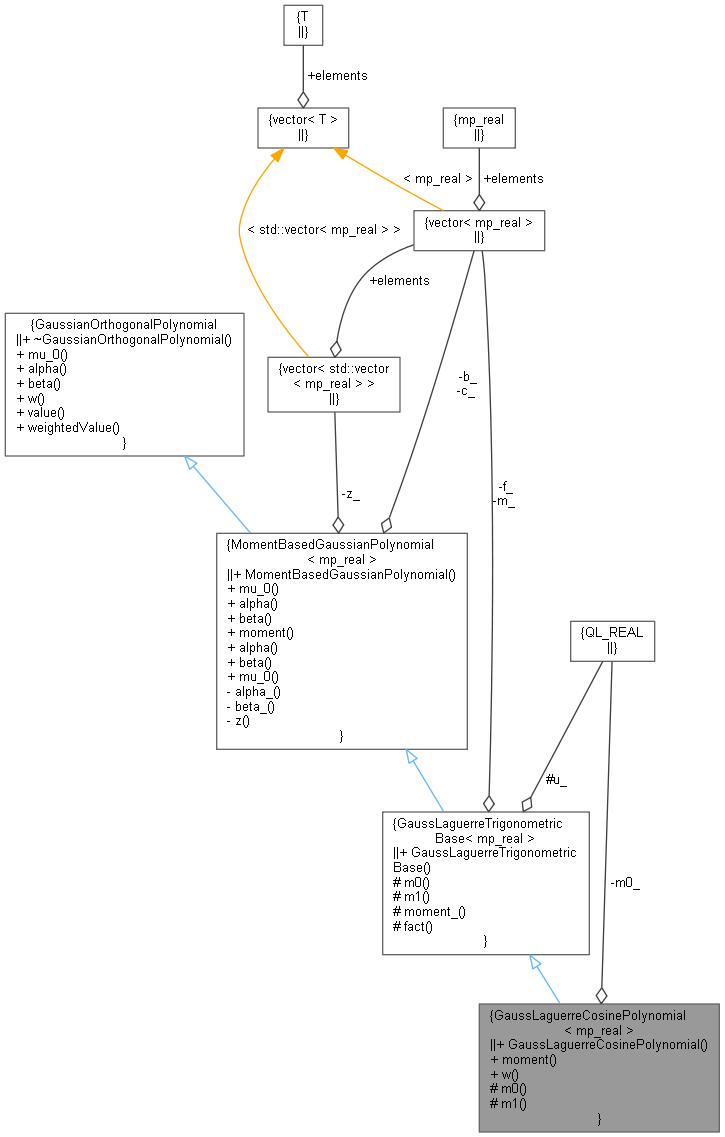 {T
||}
+elements
{vector< T >
||}
{mp_real
||}
< mp_real >
+elements
{vector< mp_real >
||}
< std::vector< mp_real > >
+elements
{GaussianOrthogonalPolynomial
||+ ~GaussianOrthogonalPolynomial()
+ mu_0()
+ alpha()
+ beta()
+ w()
+ value()
+ weightedValue()
}
{vector< std::vector
< mp_real > >
||}
-b_
-c_
-z_
-f_
-m_
{MomentBasedGaussianPolynomial
< mp_real >
||+ MomentBasedGaussianPolynomial()
+ mu_0()
+ alpha()
+ beta()
+ moment()
+ alpha()
+ beta()
+ mu_0()
- alpha_()
- beta_()
- z()
}
{QL_REAL
||}
#u_
{GaussLaguerreTrigonometric
Base< mp_real >
||+ GaussLaguerreTrigonometric
Base()
# m0()
# m1()
# moment_()
# fact()
}
-m0_
{GaussLaguerreCosinePolynomial
< mp_real >
||+ GaussLaguerreCosinePolynomial()
+ moment()
+ w()
# m0()
# m1()
}